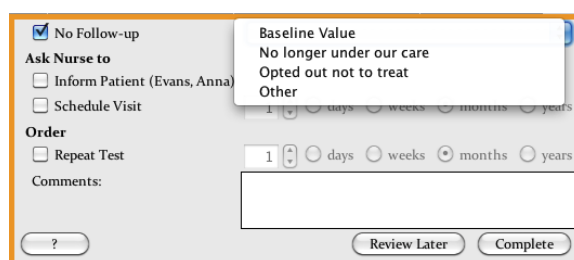 No Follow-up
Baseline Value
No longer under our care
Opted out not to treat
Other
Ask Nurse to
Inform Patient (Evans, Anna)
Schedule Visit 1 days weeks months years
Order
Repeat Test 1 days weeks months years
Comments:
? Review Later Complete